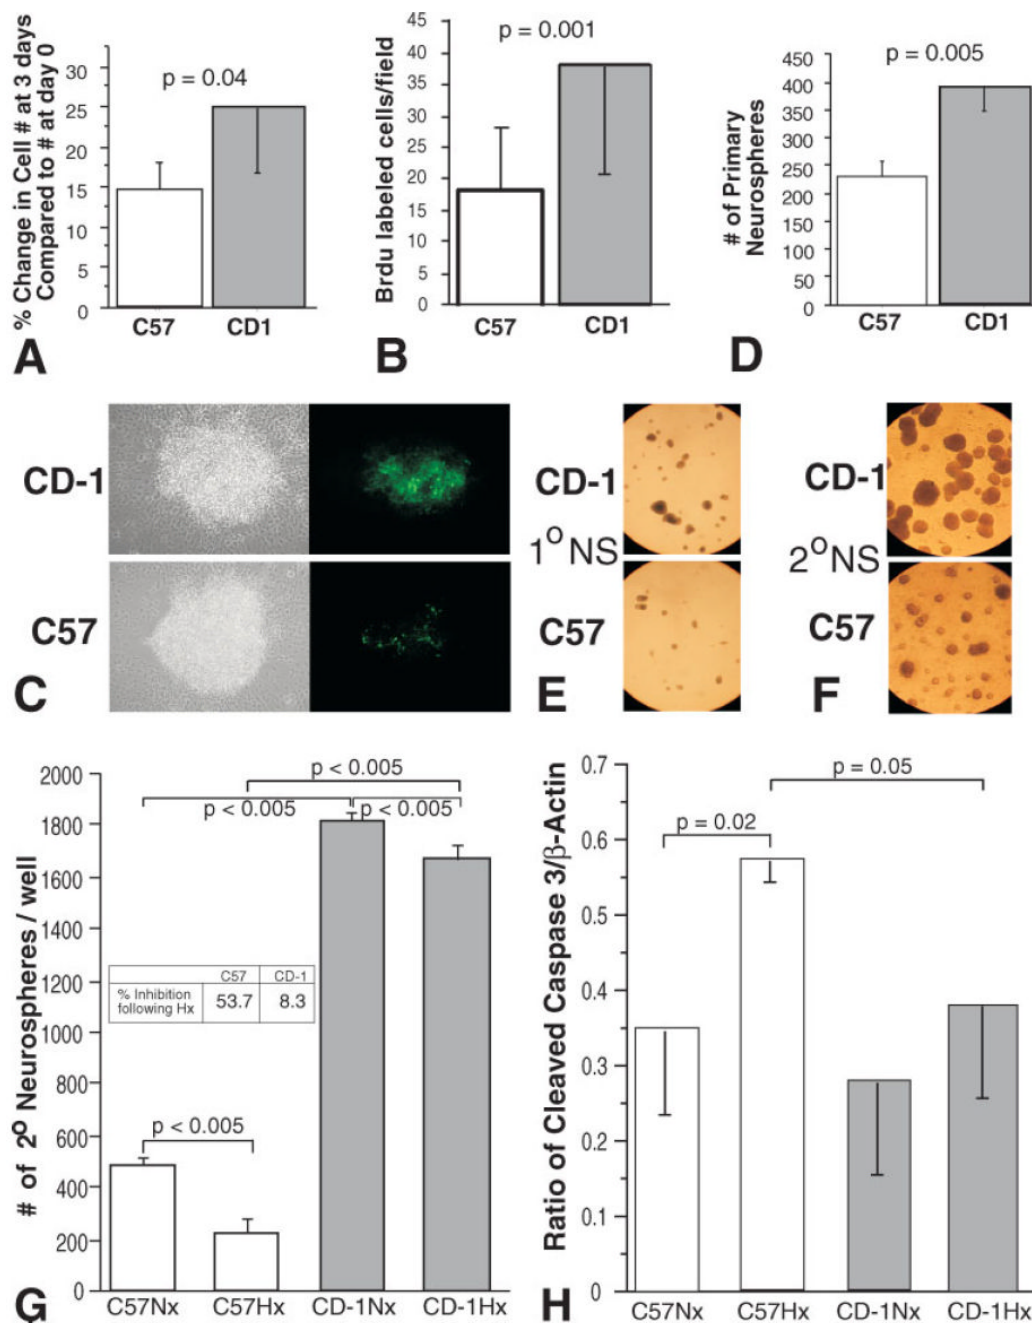 % Change in Cell # at 3 days
Compared to # at day 0
30
25
20
15
10
5
0
p = 0.04
C57
CD1
A
Brdu labeled cells/field
45
40
35
30
25
20
15
10
5
0
p = 0.001
C57
CD1
B
# of Primary
Neurospheres
450
400
350
300
250
200
150
100
50
0
p = 0.005
C57
CD1
D
CD-1
C57
C
CD-1
1º NS
C57
E
CD-1
2º NS
C57
F
# of 2º Neurospheres / well
2000
1800
1600
1400
1200
1000
800
600
400
200
0
p < 0.005
p < 0.005
p < 0.005
C57 CD-1
% Inhibition
following Hx 53.7 8.3
p < 0.005
C57Nx C57Hx CD-1Nx CD-1Hx
G
Ratio of Cleaved Caspase 3/β-Actin
0.7
0.6
0.5
0.4
0.3
0.2
0.1
0
p = 0.05
p = 0.02
C57Nx C57Hx CD-1Nx CD-1Hx
H